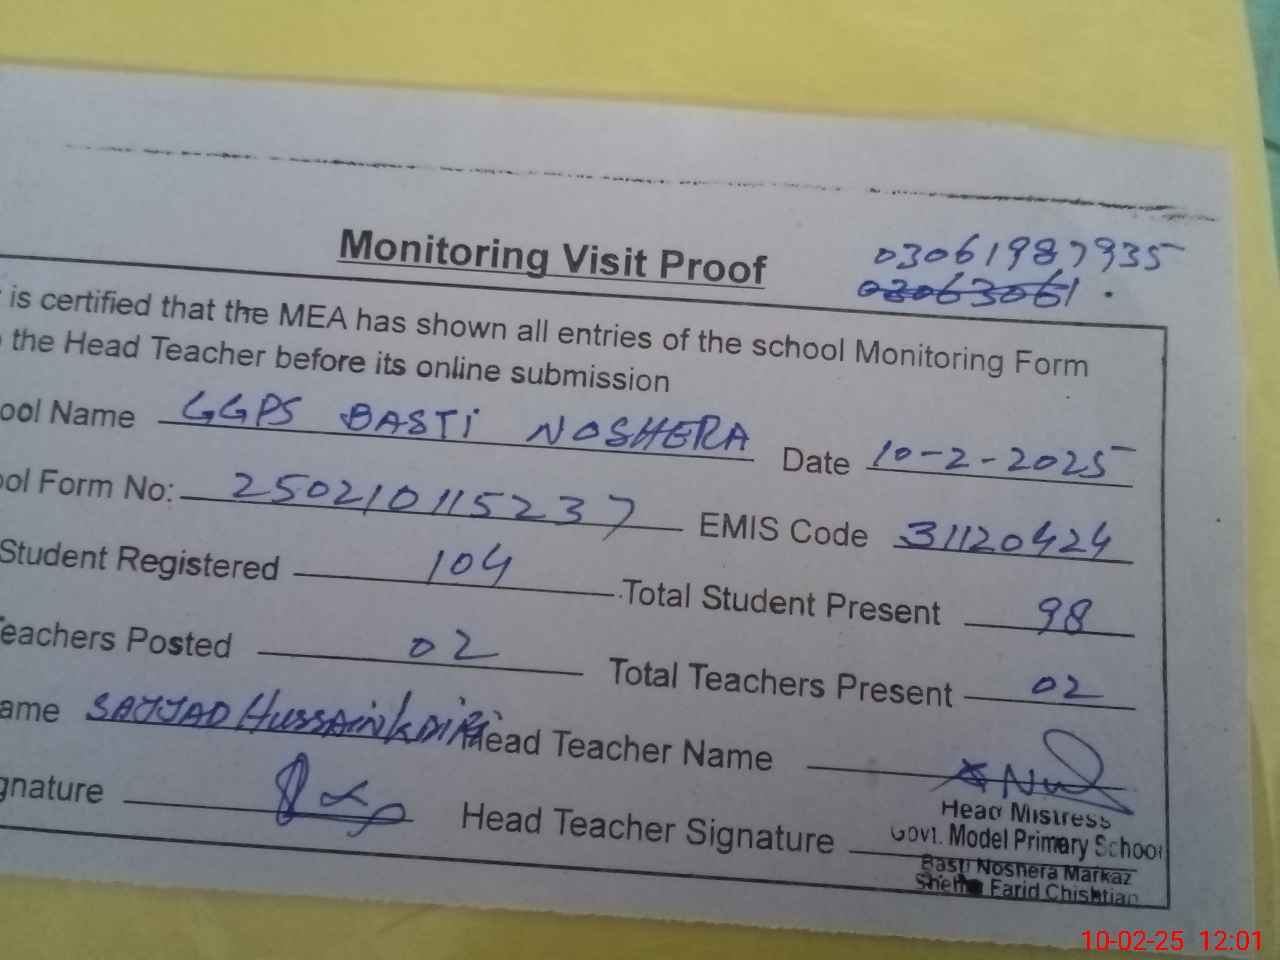 Monitoring Visit Proof
03061987935
03063061
is certified that the MEA has shown all entries of the school Monitoring Form
the Head Teacher before its online submission
ool Name GGPS BASTI NOSHERA Date 10-2-2025
ool Form No: 250210115237 EMIS Code 31120424
Student Registered 104 Total Student Present 98
eachers Posted 02 Total Teachers Present 02
ame SAJJAD HUSSAIN Head Teacher Name
gnature Head Teacher Signature
Head Mistress
Govt. Model Primary School
Basti Noshera Markaz
Farid Chishtian
10-02-25 12:01